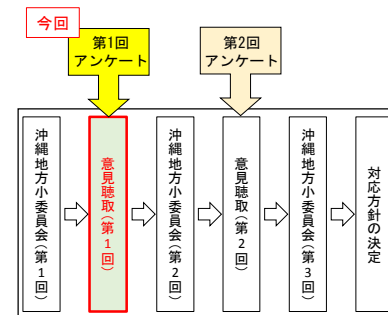 今回
第1回
アンケート
第2回
アンケート
沖縄地方小委員会(第1回)
意見聴取(第1回)
沖縄地方小委員会(第2回)
意見聴取(第2回)
沖縄地方小委員会(第3回)
対応方針の決定